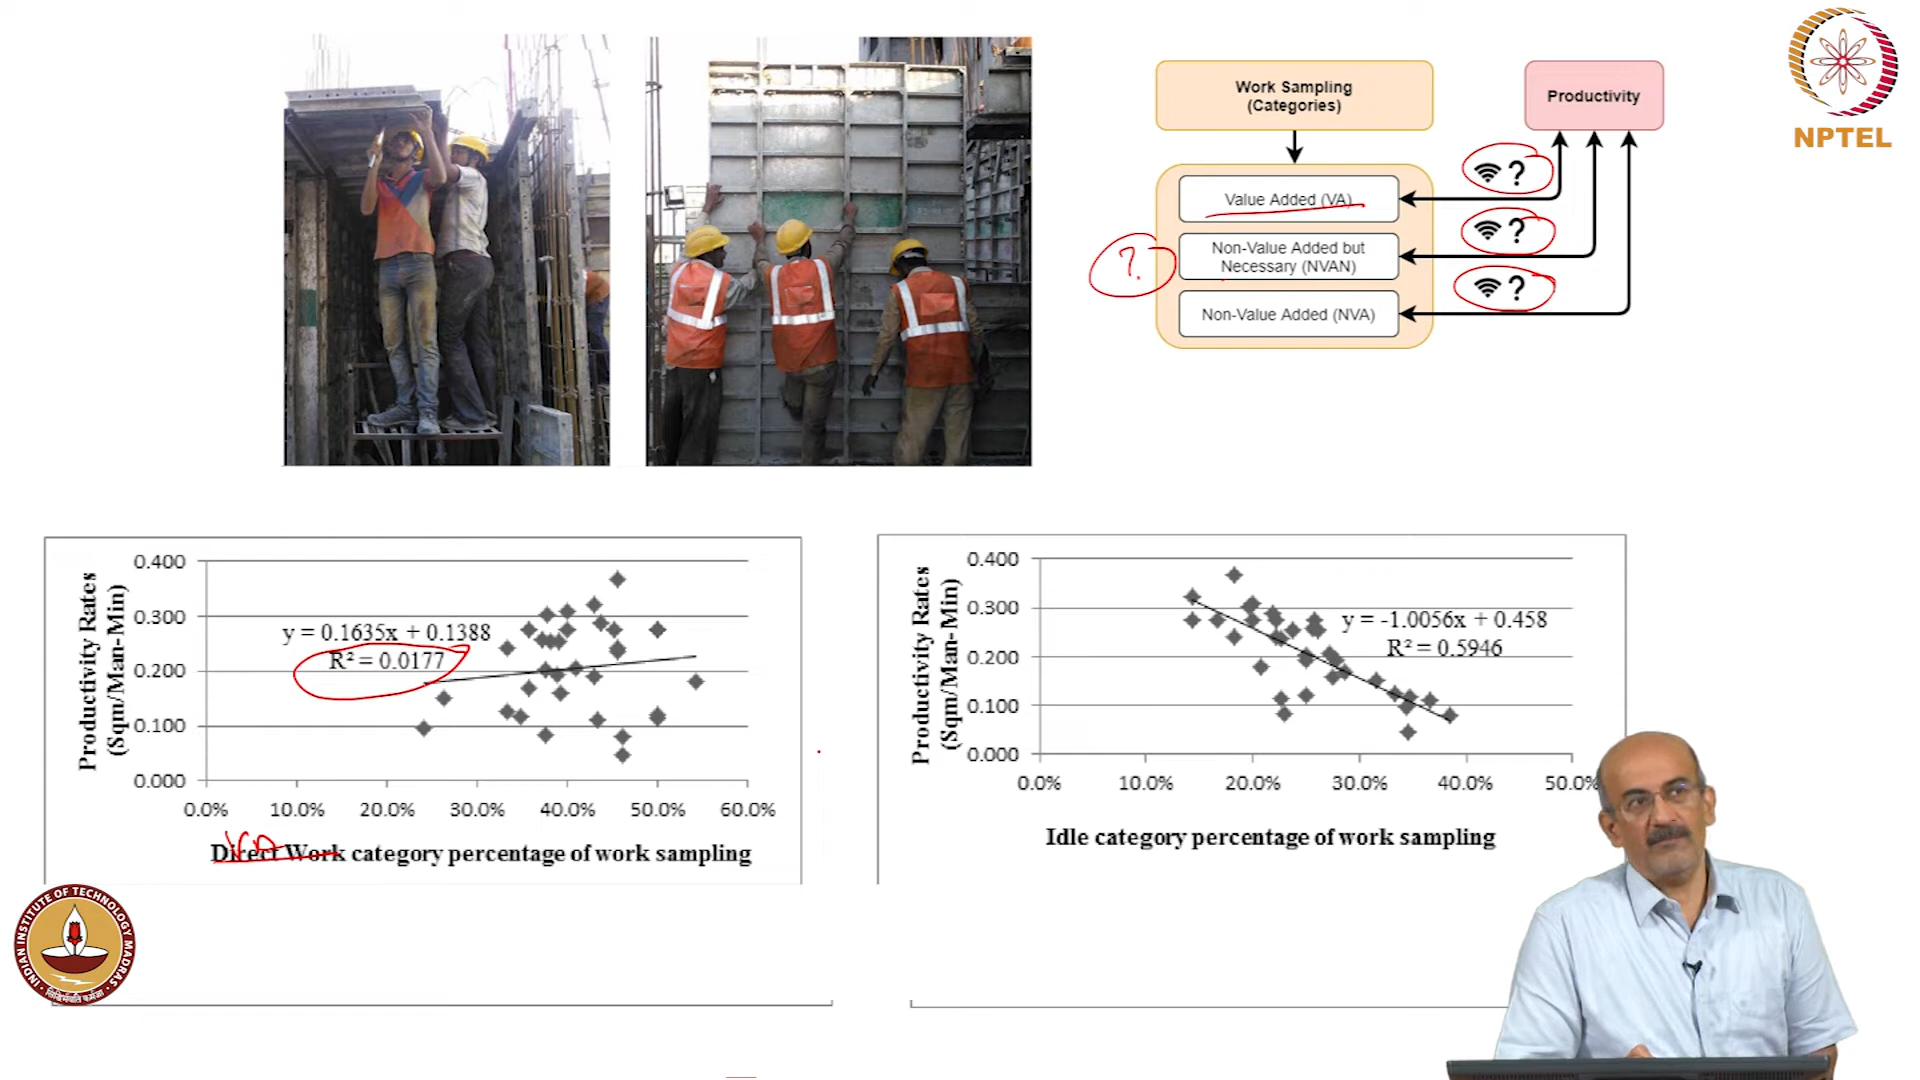 Work Sampling
(Categories)
Productivity
NPTEL
Value Added (VA)
?
Non-Value Added but
Necessary (NVAN)
?
?
Non-Value Added (NVA)
?
Productivity Rates
(Sqm/Man-Min)
0.400
0.300
0.200
0.100
0.000
y = 0.1635x + 0.1388
R² = 0.0177
0.0%
10.0%
20.0%
30.0%
40.0%
50.0%
60.0%
VA
Direct Work category percentage of work sampling
Productivity Rates
(Sqm/Man-Min)
0.400
0.300
0.200
0.100
0.000
y = -1.0056x + 0.458
R² = 0.5946
0.0%
10.0%
20.0%
30.0%
40.0%
50.0%
Idle category percentage of work sampling
INDIAN INSTITUTE OF TECHNOLOGY MADRAS
सिद्धिर्भवति कर्मजा